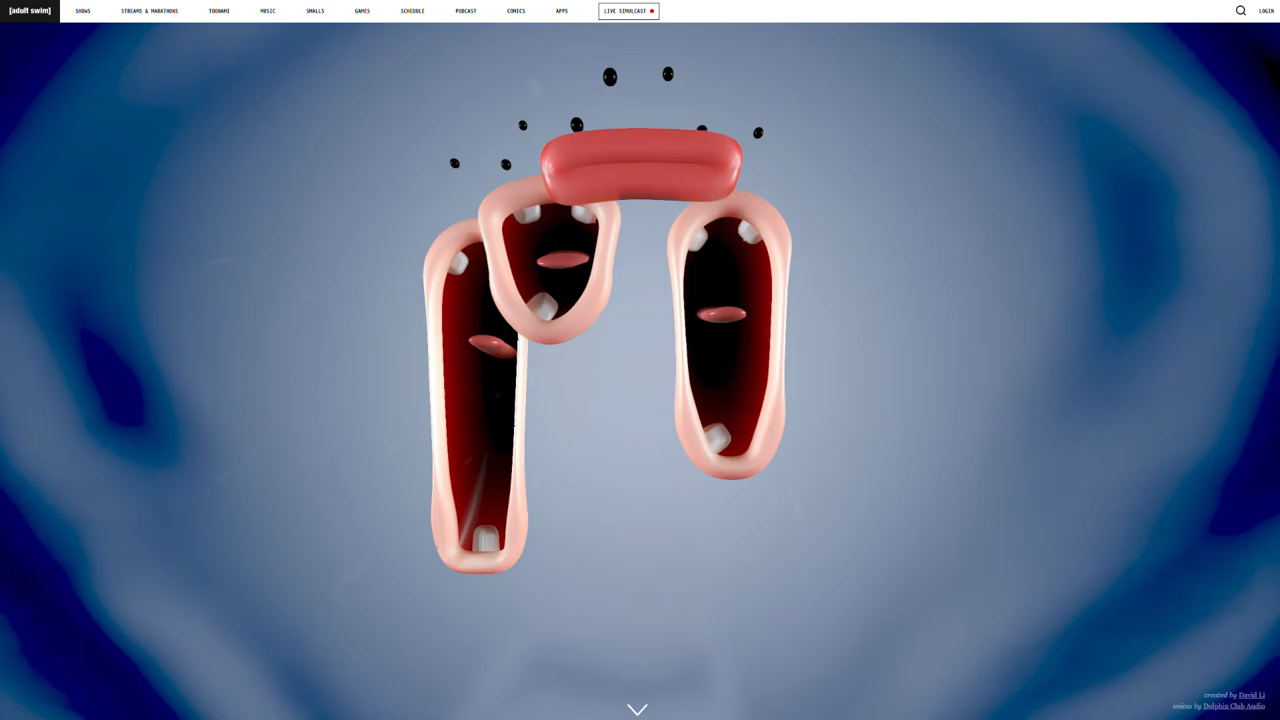 [adult swim] SHOWS STREAMS & MARATHONS TOONAMI MUSIC SMALLS GAMES SCHEDULE PODCAST COMICS APPS LIVE SIMULCAST LOGIN
created by David Li
voices by Dolphin Club Audio